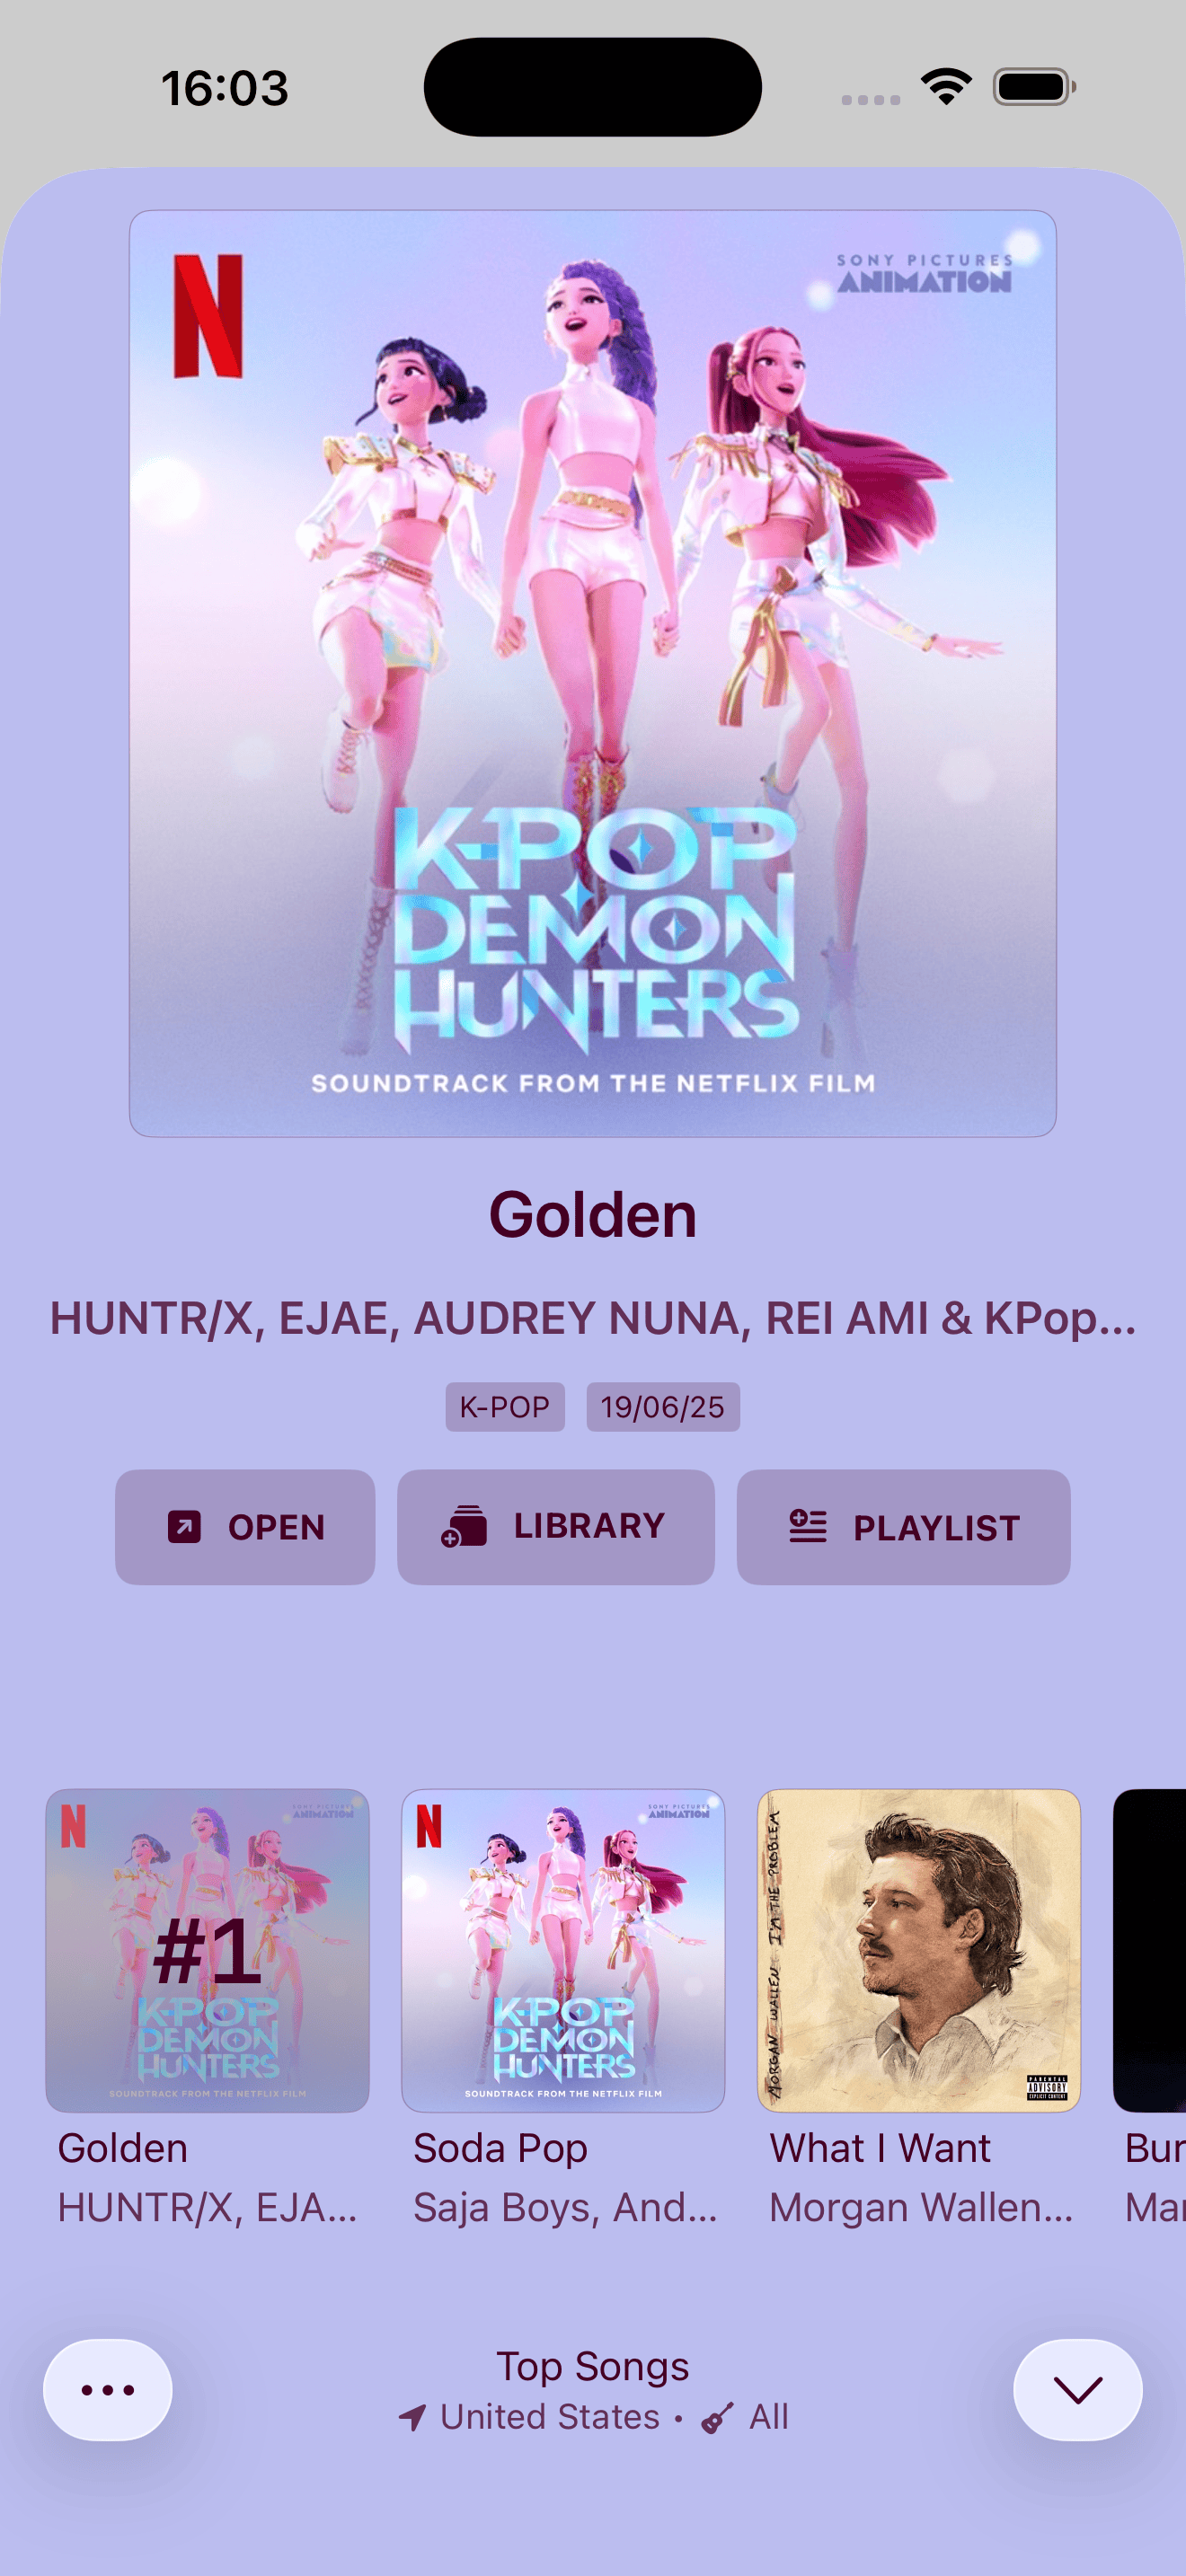 16:03
N
SONY PICTURES
ANIMATION
K-POP
DEMON
HUNTERS
SOUNDTRACK FROM THE NETFLIX FILM
Golden
HUNTR/X, EJAE, AUDREY NUNA, REI AMI & KPop...
K-POP 19/06/25
OPEN LIBRARY PLAYLIST
N
SONY PICTURES
ANIMATION
#1
K-POP
DEMON
HUNTERS
SOUNDTRACK FROM THE NETFLIX FILM
Golden
HUNTR/X, EJA...
N
SONY PICTURES
ANIMATION
K-POP
DEMON
HUNTERS
SOUNDTRACK FROM THE NETFLIX FILM
Soda Pop
Saja Boys, And...
MORGAN WALLEN I'M THE PROBLEM
PARENTAL
ADVISORY
EXPLICIT CONTENT
What I Want
Morgan Wallen...
Bur
Mar
Top Songs
United States • All